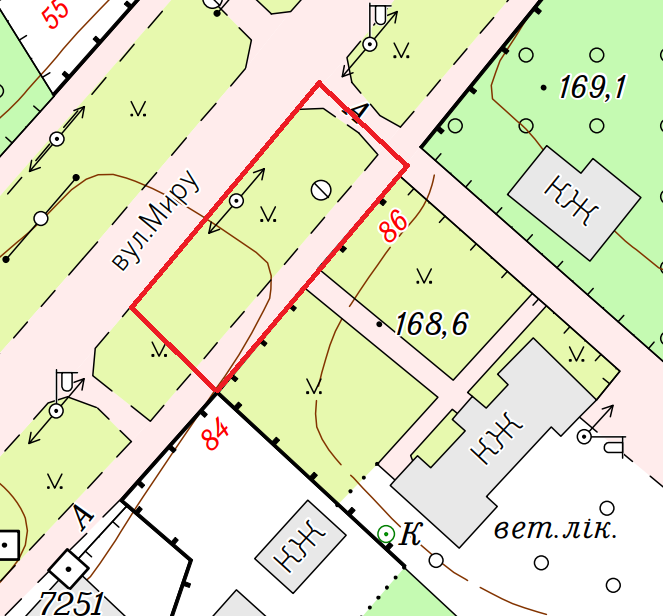 55
А
169,1
КЖ
вул.Миру
86
168,6
КЖ
84
А
вет.лік.
К
КЖ
7251